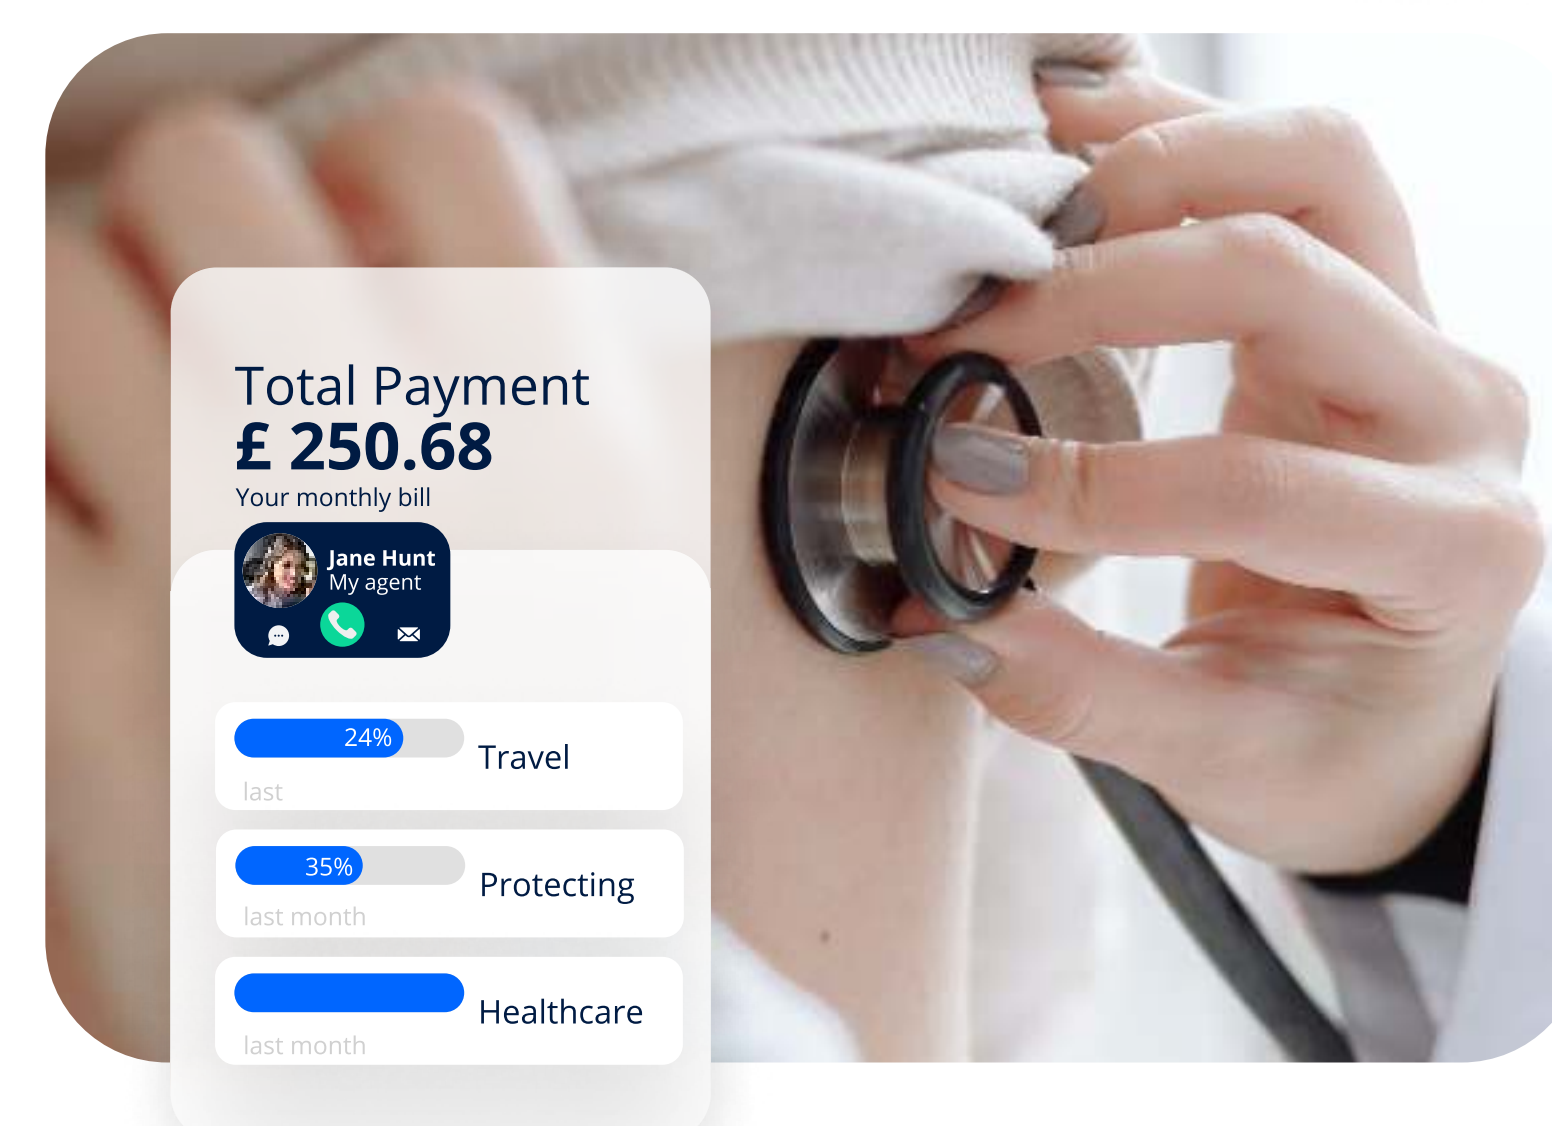 Total Payment
£ 250.68
Your monthly bill
Jane Hunt
My agent
24%
Travel
last
35%
Protecting
last month
Healthcare
last month